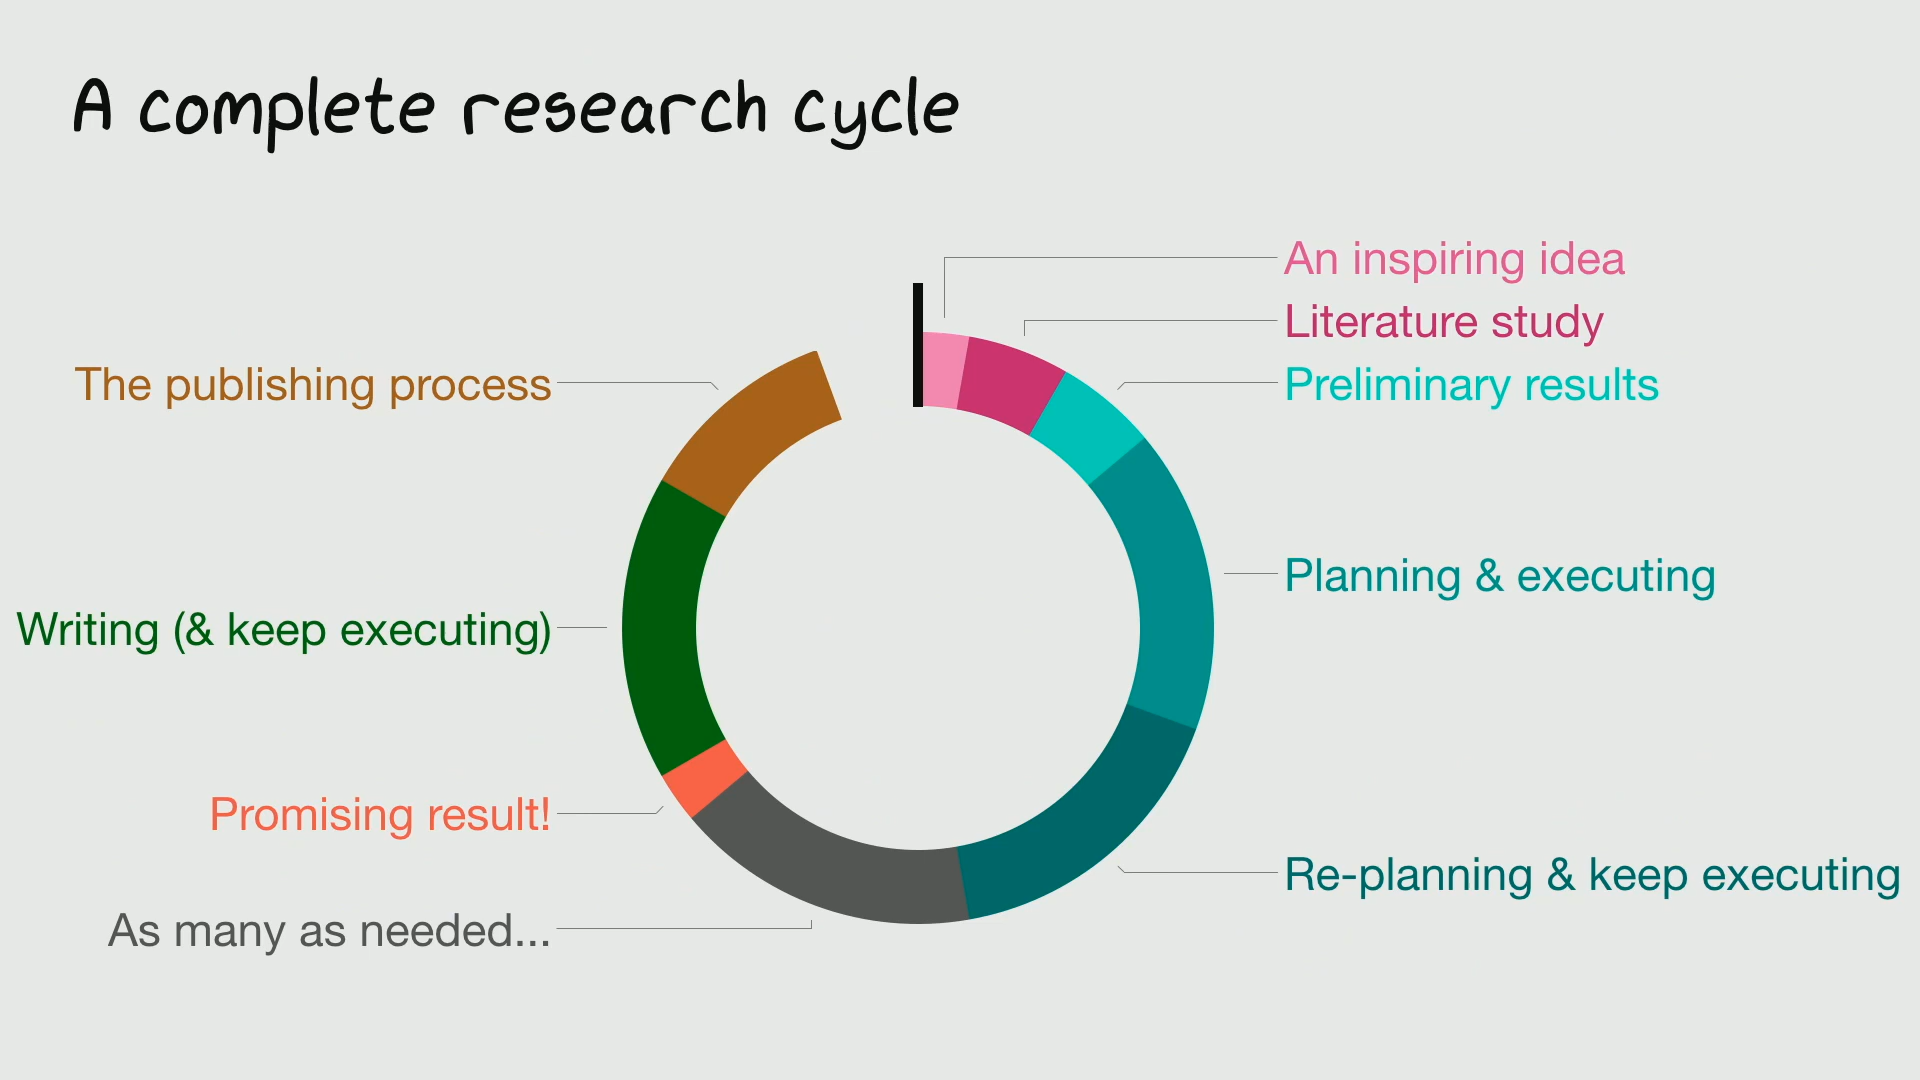 A complete research cycle
An inspiring idea
Literature study
Preliminary results
Planning & executing
Re-planning & keep executing
As many as needed...
Promising result!
Writing (& keep executing)
The publishing process